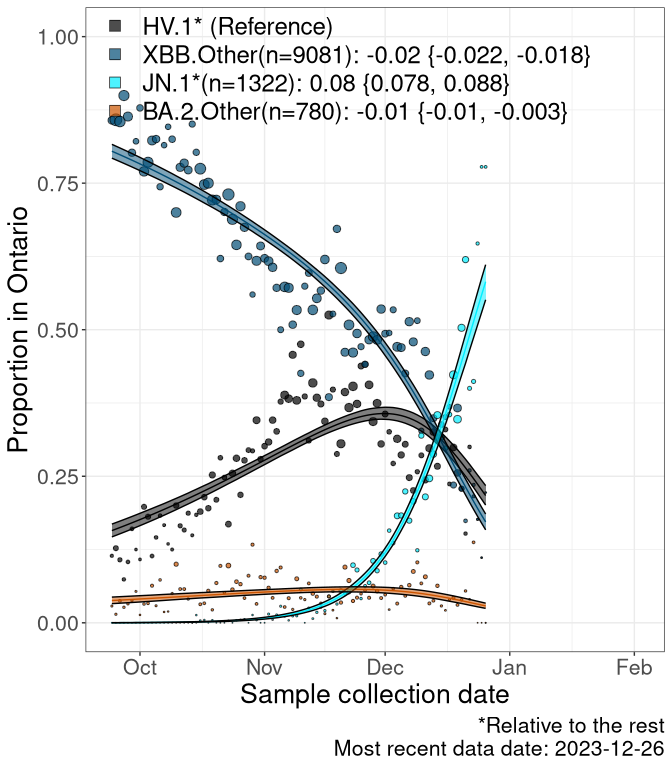 HV.1* (Reference)
XBB.Other(n=9081): -0.02 {-0.022, -0.018}
JN.1*(n=1322): 0.08 {0.078, 0.088}
BA.2.Other(n=780): -0.01 {-0.01, -0.003}
1.00
0.75
0.50
0.25
0.00
Proportion in Ontario
Oct Nov Dec Jan Feb
Sample collection date
*Relative to the rest
Most recent data date: 2023-12-26